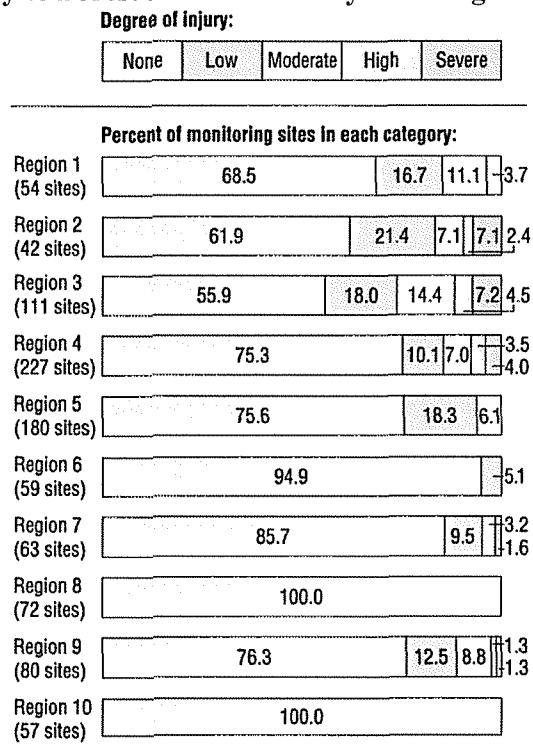 Degree of injury:
None Low Moderate High Severe
Percent of monitoring sites in each category:
Region 1
(54 sites)
68.5 16.7 11.1 3.7
Region 2
(42 sites)
61.9 21.4 7.1 7.1 2.4
Region 3
(111 sites)
55.9 18.0 14.4 7.2 4.5
Region 4
(227 sites)
75.3 10.1 7.0 3.5
4.0
Region 5
(180 sites)
75.6 18.3 6.1
Region 6
(59 sites)
94.9 5.1
Region 7
(63 sites)
85.7 9.5 3.2
1.6
Region 8
(72 sites)
100.0
Region 9
(80 sites)
76.3 12.5 8.8 1.3
1.3
Region 10
(57 sites)
100.0